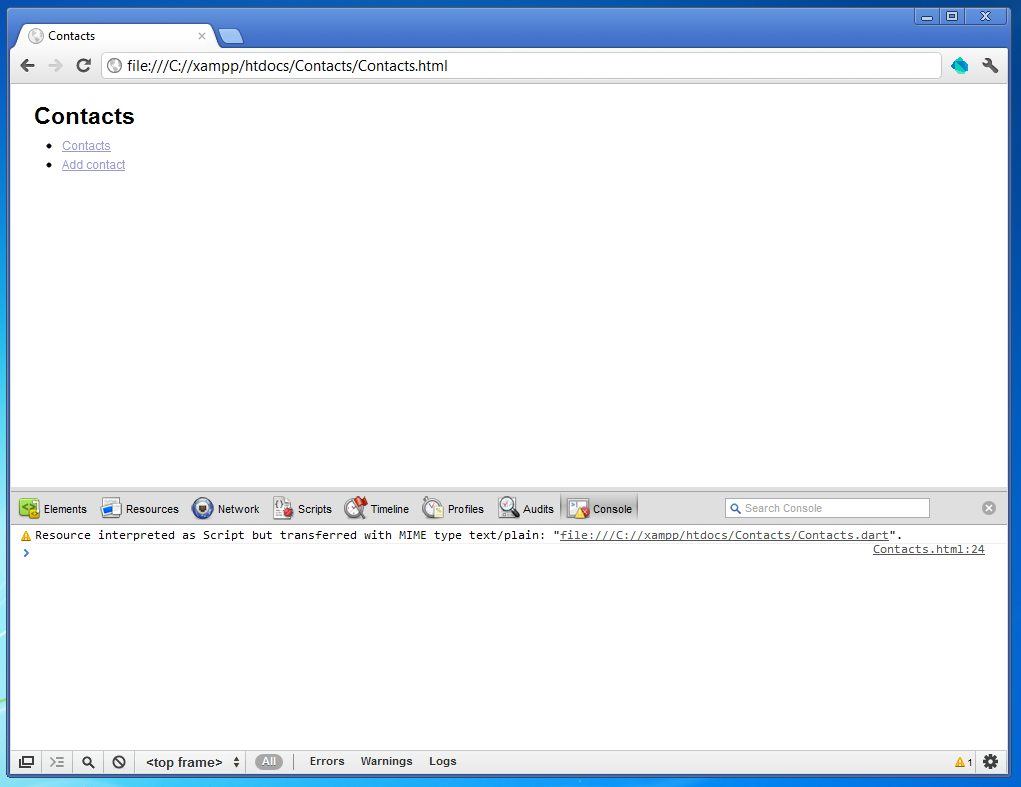 Contacts
file:///C://xampp/htdocs/Contacts/Contacts.html
Contacts
Contacts
Add contact
Elements Resources Network Scripts Timeline Profiles Audits Console Search Console
Resource interpreted as Script but transferred with MIME type text/plain: "file:///C://xampp/htdocs/Contacts/Contacts.dart".
Contacts.html:24
<top frame> All Errors Warnings Logs 1